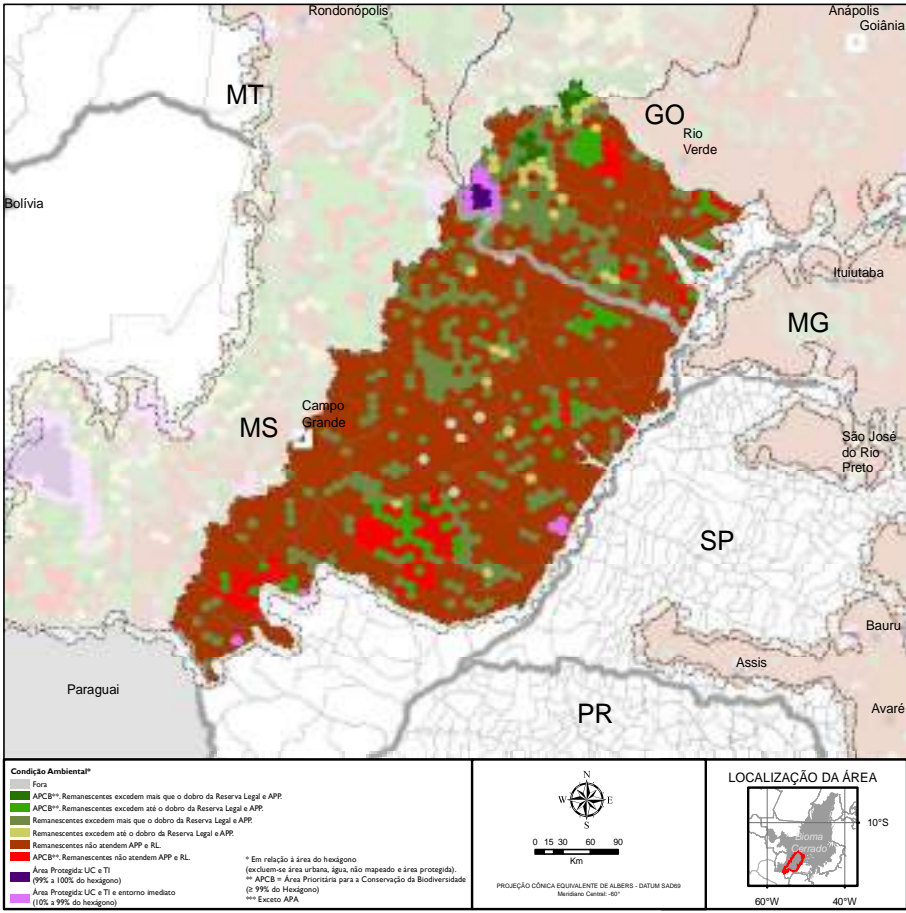 Rondonópolis
Anápolis
Goiânia
MT
GO
Rio
Verde
Bolívia
Ituiutaba
MG
Campo
Grande
MS
São José
do Rio
Preto
SP
Bauru
Assis
Paraguai
Avaré
PR
Condição Ambiental*
Fora
APCB**. Remanescentes excedem mais que o dobro da Reserva Legal e APP.
APCB**. Remanescentes excedem até o dobro da Reserva Legal e APP.
Remanescentes excedem mais que o dobro da Reserva Legal e APP.
Remanescentes excedem até o dobro da Reserva Legal e APP.
Remanescentes não atendem APP e RL.
APCB**. Remanescentes não atendem APP e RL.
Área Protegida: UC e TI
(99% a 100% do hexágono)
Área Protegida: UC e TI e entorno imediato
(10% a 99% do hexágono)
* Em relação à área do hexágono
(excluem-se área urbana, água, não mapeado e área protegida).
** APCB = Área Prioritária para a Conservação da Biodiversidade
(≥ 99% do Hexágono)
*** Exceto APA
N
W E
S
0 15 30 60 90
Km
PROJEÇÃO CÔNICA EQUIVALENTE DE ALBERS - DATUM SAD69
Meridiano Central: -60°
LOCALIZAÇÃO DA ÁREA
Bioma
Cerrado
10°S
60°W 40°W